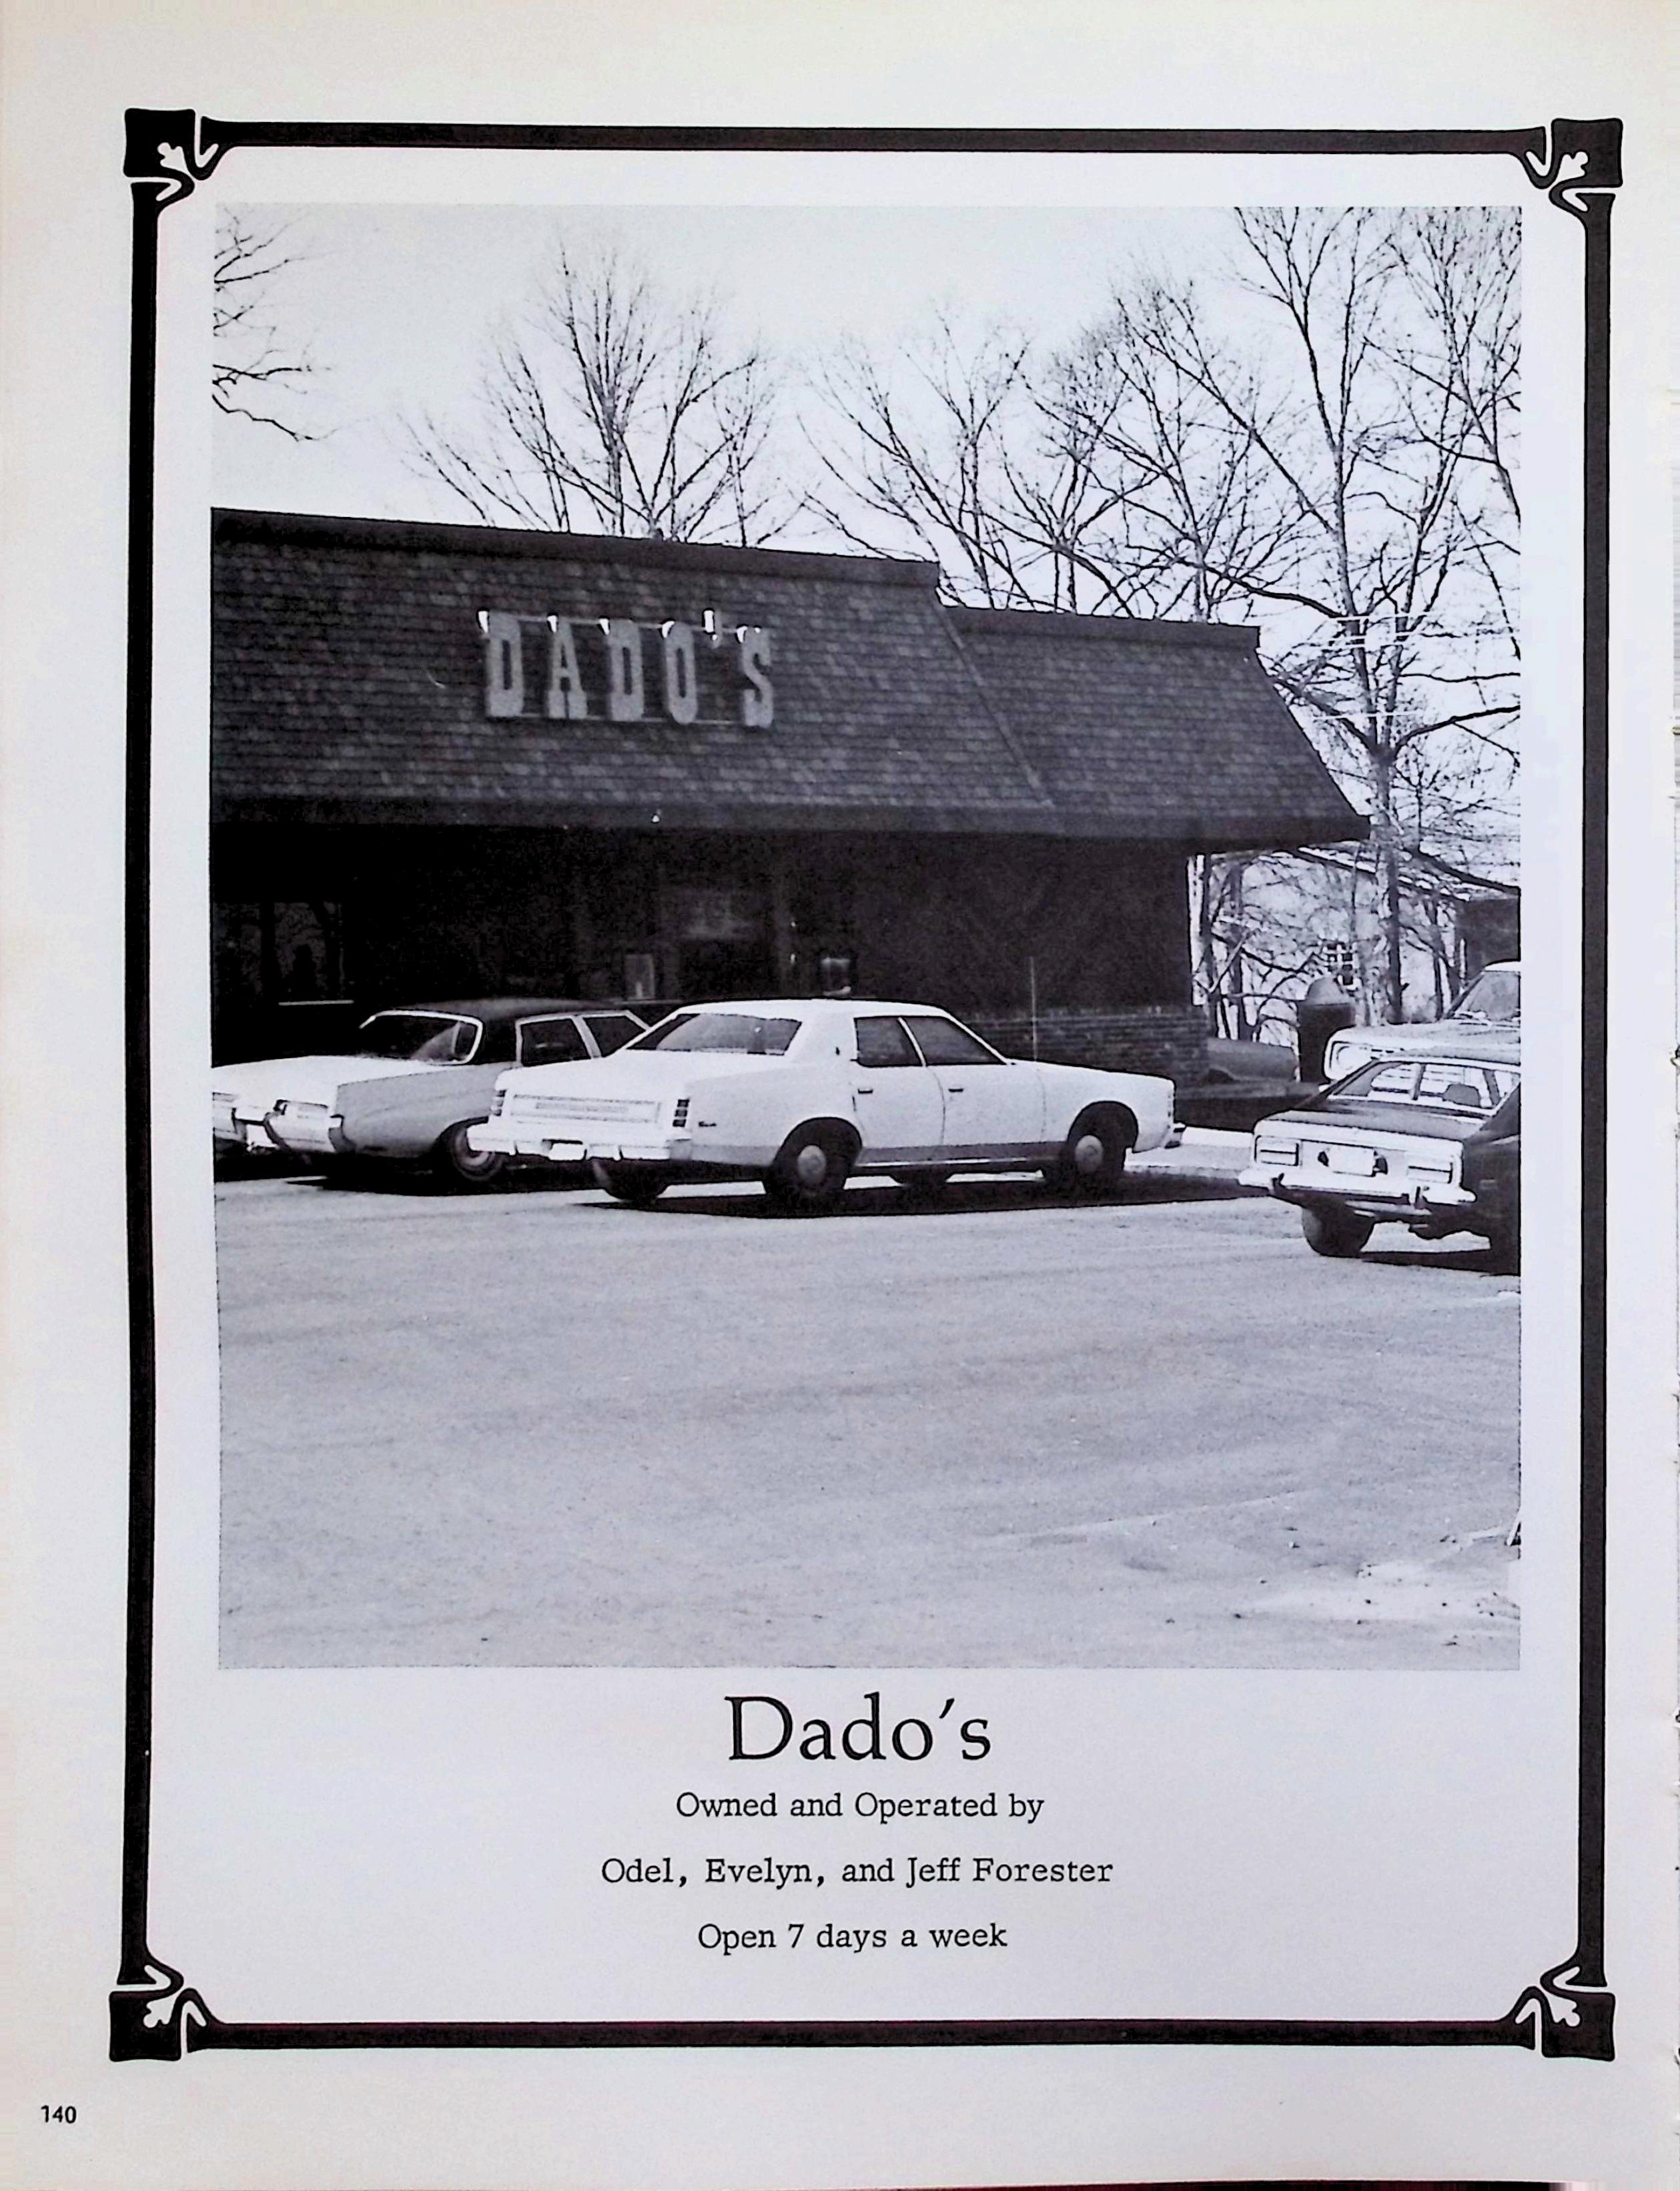 DADO'S
Dado's
Owned and Operated by
Odel, Evelyn, and Jeff Forester
Open 7 days a week
140